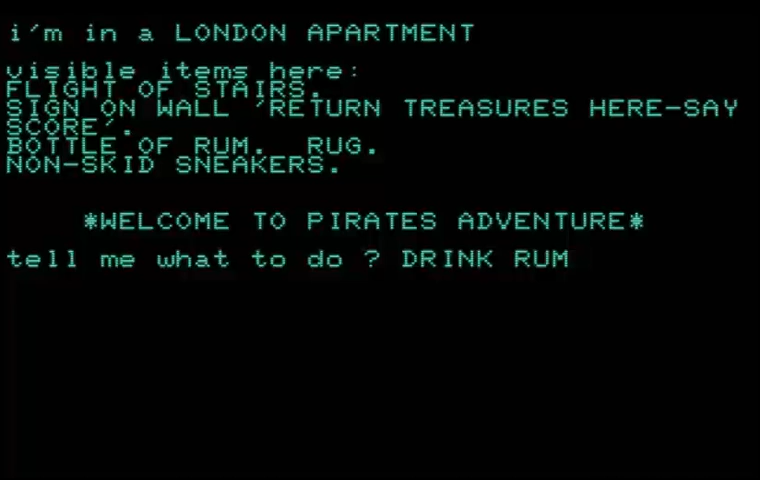 i'm in a LONDON APARTMENT
visible items here:
FLIGHT OF STAIRS.
SIGN ON WALL 'RETURN TREASURES HERE-SAY
SCORE'.
BOTTLE OF RUM. RUG.
NON-SKID SNEAKERS.
*WELCOME TO PIRATES ADVENTURE*
tell me what to do ? DRINK RUM